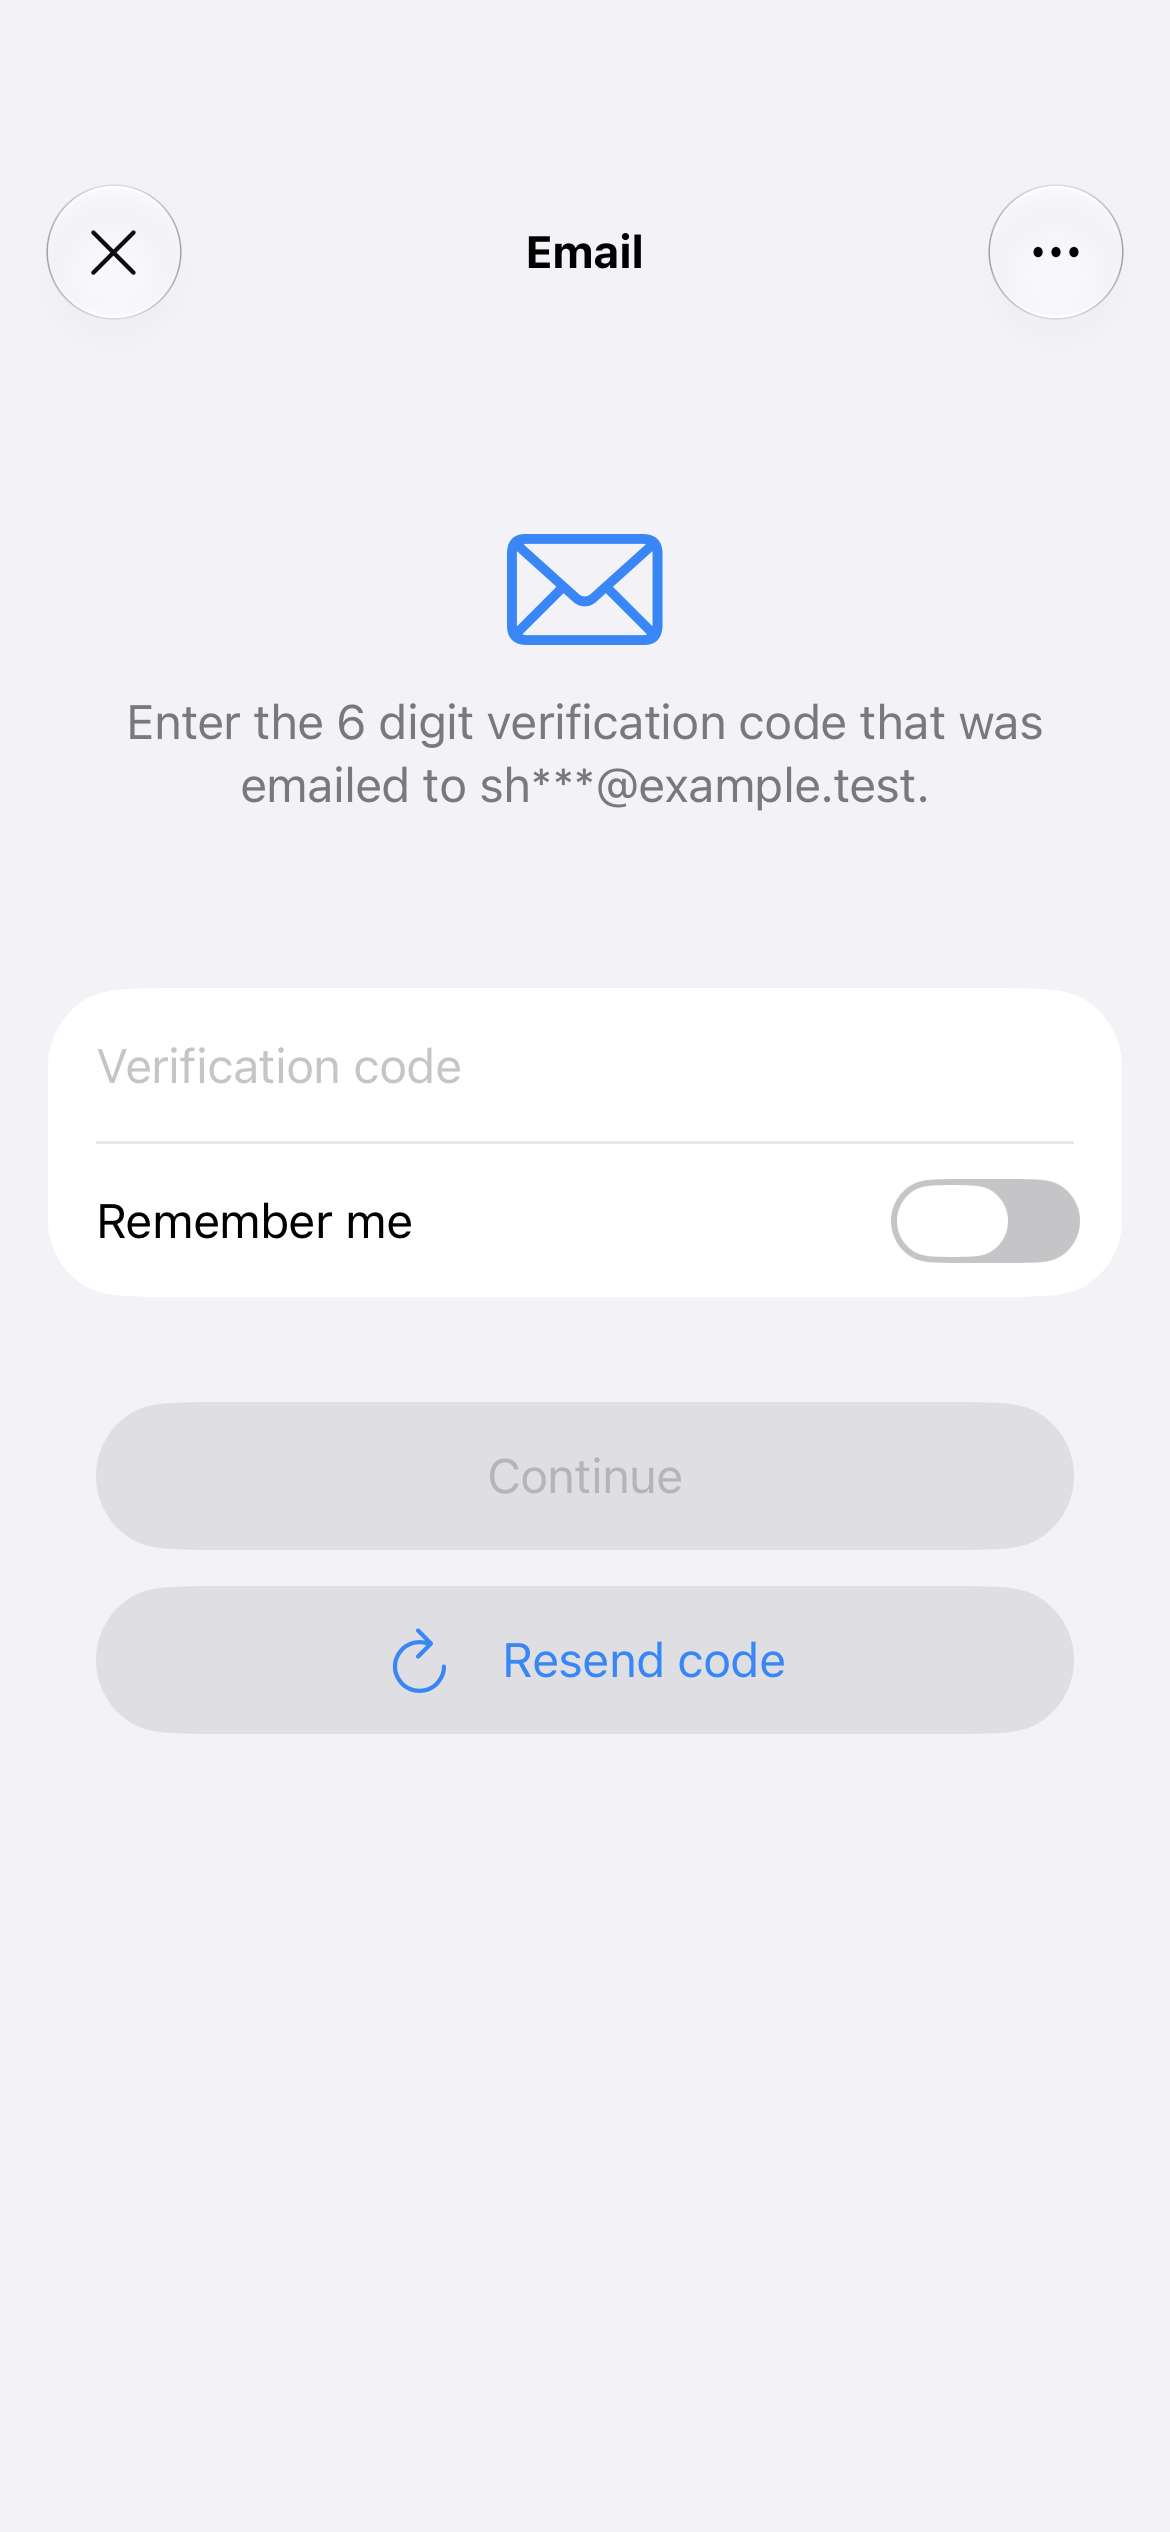 Email
Enter the 6 digit verification code that was
emailed to sh***@example.test.
Verification code
Remember me
Continue
Resend code